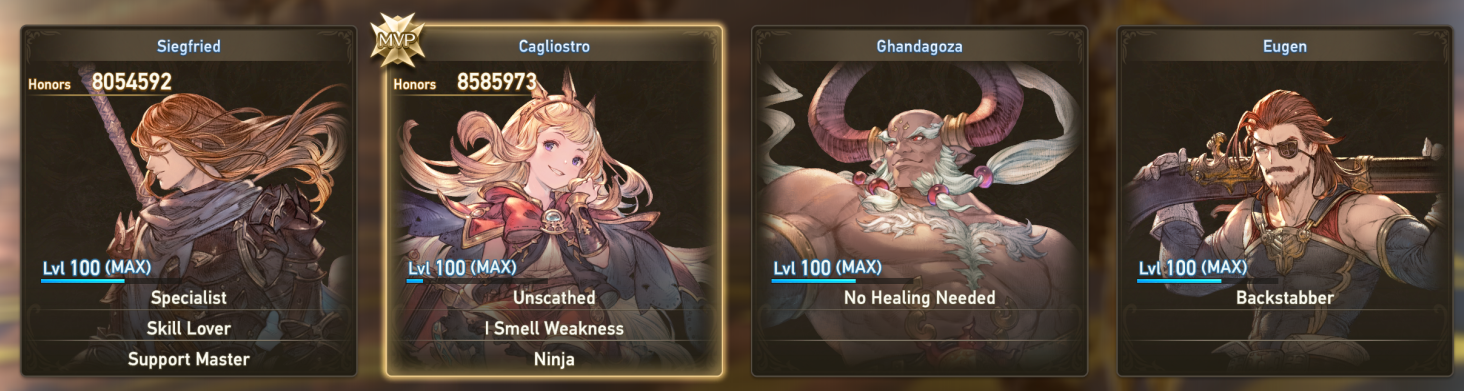 Siegfried
Honors 8054592
Lvl 100 (MAX)
Specialist
Skill Lover
Support Master
MVP
Cagliostro
Honors 8585973
Lvl 100 (MAX)
Unscathed
I Smell Weakness
Ninja
Ghandagoza
Lvl 100 (MAX)
No Healing Needed
Eugen
Lvl 100 (MAX)
Backstabber